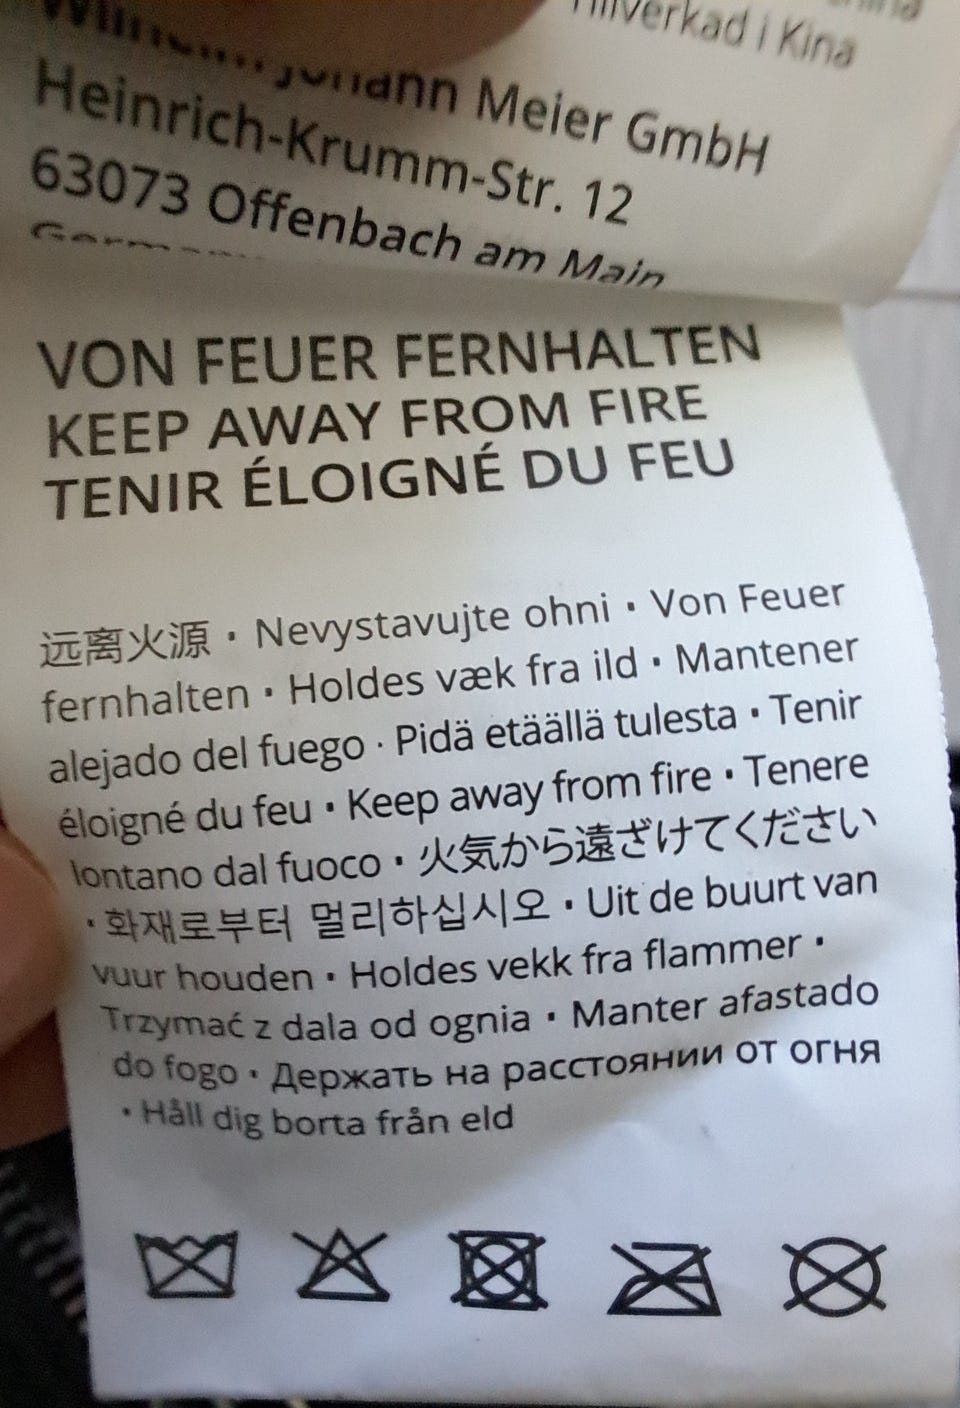 Tillverkad i Kina
Johann Meier GmbH
Heinrich-Krumm-Str. 12
63073 Offenbach am Main
VON FEUER FERNHALTEN
KEEP AWAY FROM FIRE
TENIR ÉLOIGNÉ DU FEU
远离火源 · Nevystavujte ohni · Von Feuer
fernhalten · Holdes væk fra ild · Mantener
alejado del fuego · Pidä etäällä tulesta · Tenir
éloigné du feu · Keep away from fire · Tenere
lontano dal fuoco · 火気から遠ざけてください
· 화재로부터 멀리하십시오 · Uit de buurt van
vuur houden · Holdes vekk fra flammer ·
Trzymać z dala od ognia · Manter afastado
do fogo · Держать на расстоянии от огня
· Håll dig borta från eld